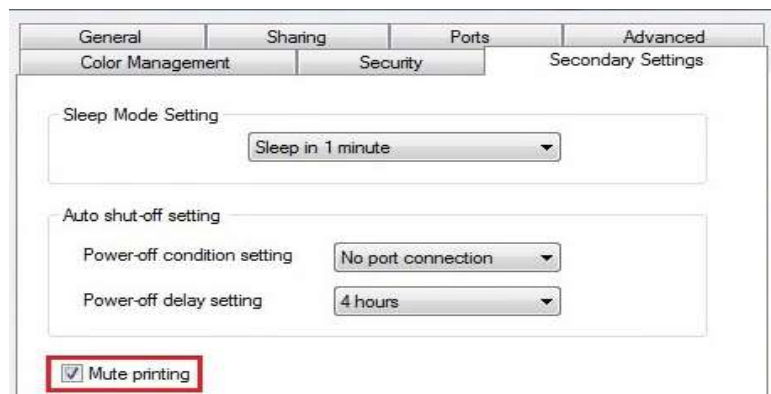 General Sharing Ports Advanced
Color Management Security Secondary Settings
Sleep Mode Setting
Sleep in 1 minute
Auto shut-off setting
Power-off condition setting No port connection
Power-off delay setting 4 hours
Mute printing